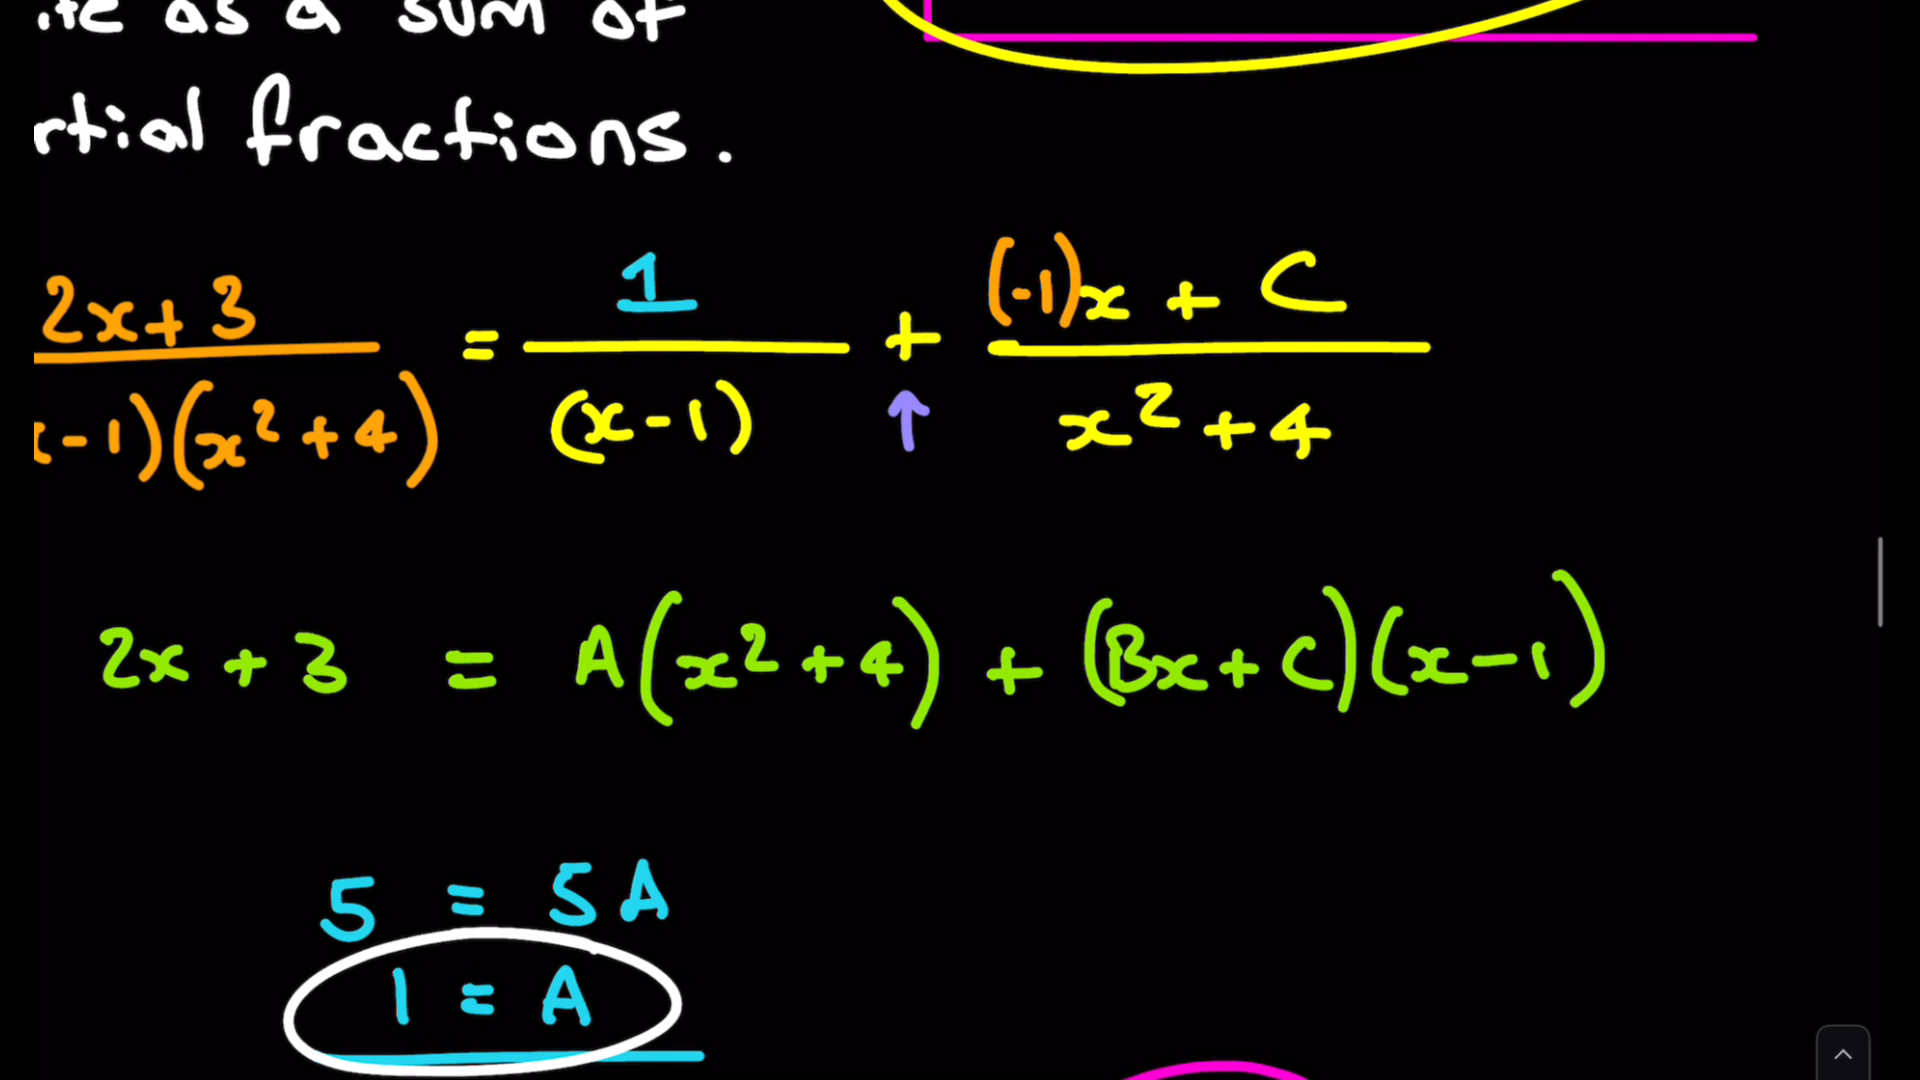 as a sum of
rtial fractions.
2x+3 / -1)(x²+4) = 1 / (x-1) + (-1)x + C / x²+4
↑
2x + 3 = A(x²+4) + (Bx+C)(x-1)
5 = 5A
1 = A